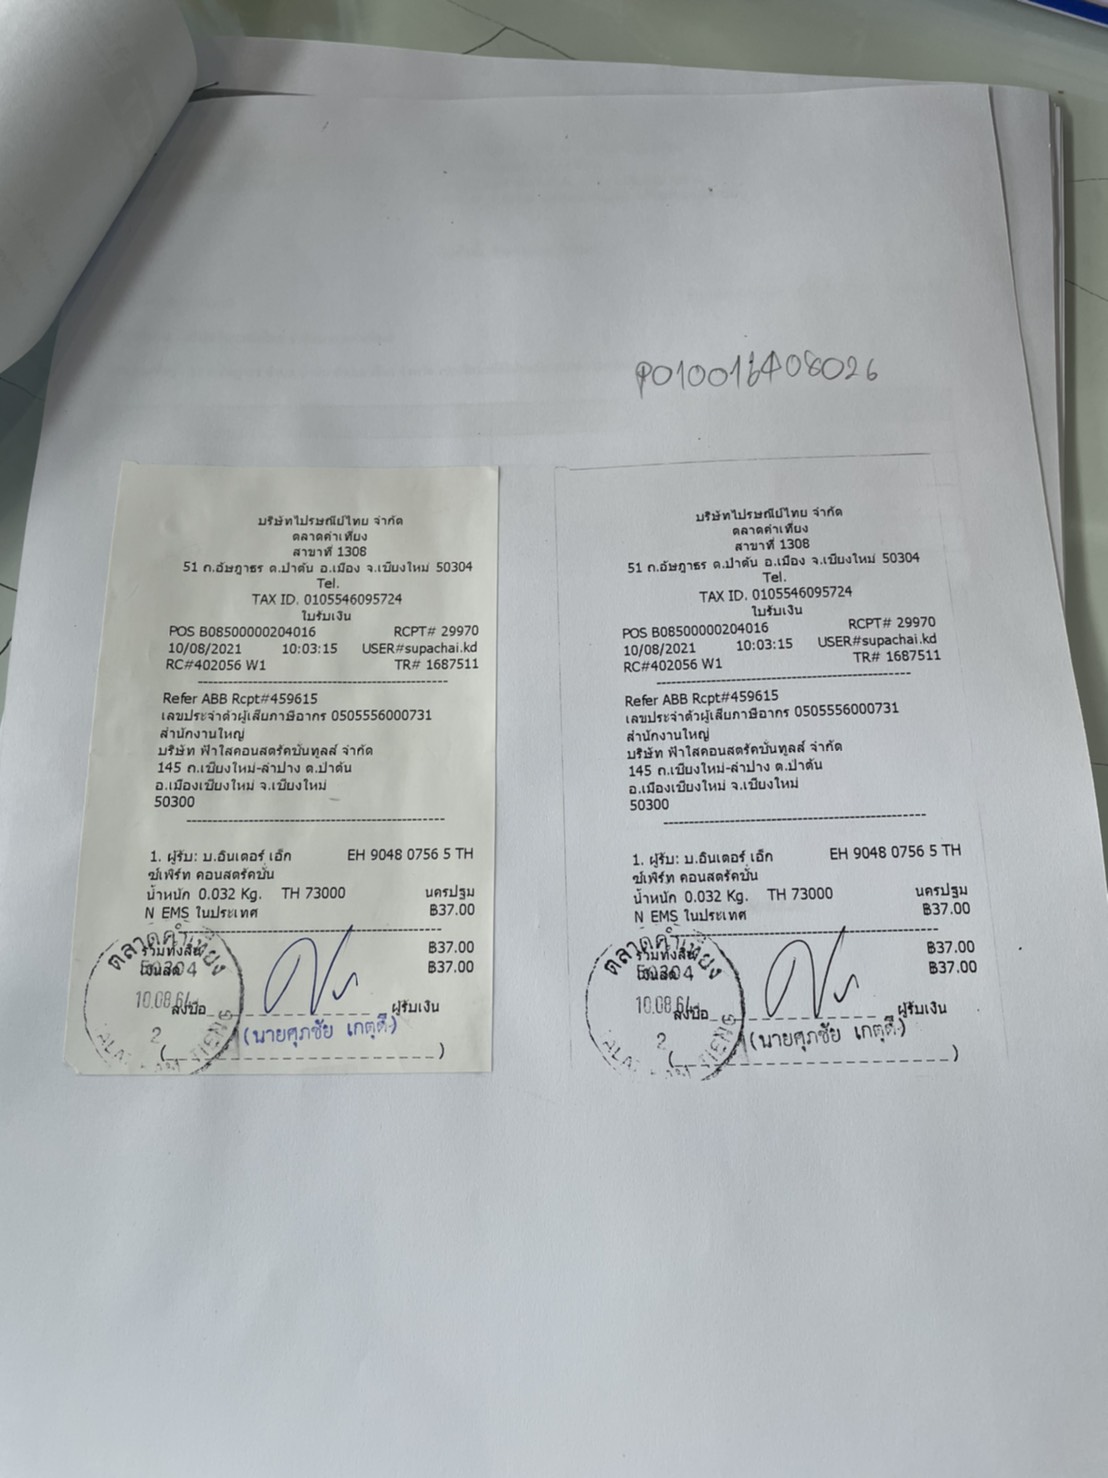 P010016408026
บริษัทไปรษณีย์ไทย จำกัด
ตลาดคำเที่ยง
สาขาที่ 1308
51 ถ.อัษฎาธร ต.ป่าตัน อ.เมือง จ.เชียงใหม่ 50304
Tel.
TAX ID. 0105546095724
ใบรับเงิน
POS B08500000204016 RCPT# 29970
10/08/2021 10:03:15 USER#supachai.kd
RC#402056 W1 TR# 1687511
Refer ABB Rcpt#459615
เลขประจำตัวผู้เสียภาษีอากร 0505556000731
สำนักงานใหญ่
บริษัท ฟ้าใสคอนสตรัคชั่นทูลส์ จำกัด
145 ถ.เชียงใหม่-ลำปาง ต.ป่าตัน
อ.เมืองเชียงใหม่ จ.เชียงใหม่
50300
1. ผู้รับ: บ.อินเตอร์ เอ็ก EH 9048 0756 5 TH
ซ์เพิร์ท คอนสตรัคชั่น
น้ำหนัก 0.032 Kg. TH 73000 นครปฐม
N EMS ในประเทศ ฿37.00
รวมทั้งสิ้น ฿37.00
เงินสด ฿37.00
ลงชื่อ ผู้รับเงิน
(นายศุภชัย เกตุดี)
( )
ตลาดคำเที่ยง
50304
10.08.64
2
บริษัทไปรษณีย์ไทย จำกัด
ตลาดคำเที่ยง
สาขาที่ 1308
51 ถ.อัษฎาธร ต.ป่าตัน อ.เมือง จ.เชียงใหม่ 50304
Tel.
TAX ID. 0105546095724
ใบรับเงิน
POS B08500000204016 RCPT# 29970
10/08/2021 10:03:15 USER#supachai.kd
RC#402056 W1 TR# 1687511
Refer ABB Rcpt#459615
เลขประจำตัวผู้เสียภาษีอากร 0505556000731
สำนักงานใหญ่
บริษัท ฟ้าใสคอนสตรัคชั่นทูลส์ จำกัด
145 ถ.เชียงใหม่-ลำปาง ต.ป่าตัน
อ.เมืองเชียงใหม่ จ.เชียงใหม่
50300
1. ผู้รับ: บ.อินเตอร์ เอ็ก EH 9048 0756 5 TH
ซ์เพิร์ท คอนสตรัคชั่น
น้ำหนัก 0.032 Kg. TH 73000 นครปฐม
N EMS ในประเทศ ฿37.00
รวมทั้งสิ้น ฿37.00
เงินสด ฿37.00
ลงชื่อ ผู้รับเงิน
(นายศุภชัย เกตุดี)
( )
ตลาดคำเที่ยง
50304
10.08.64
2